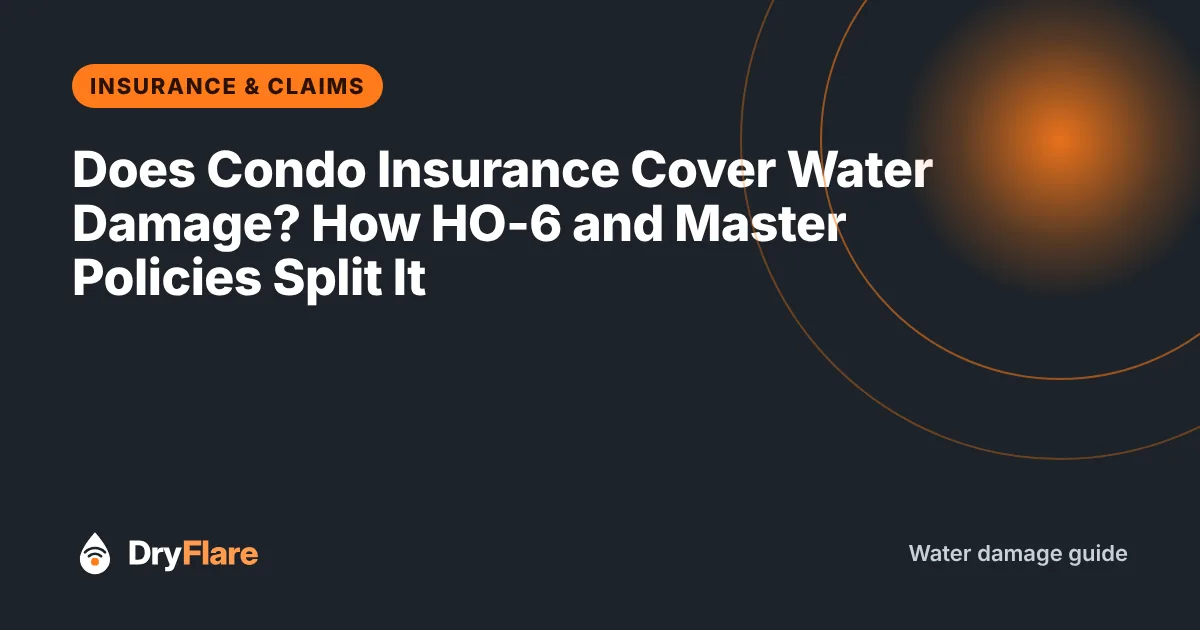 INSURANCE & CLAIMS
Does Condo Insurance Cover Water
Damage? How HO-6 and Master
Policies Split It
DryFlare
Water damage guide